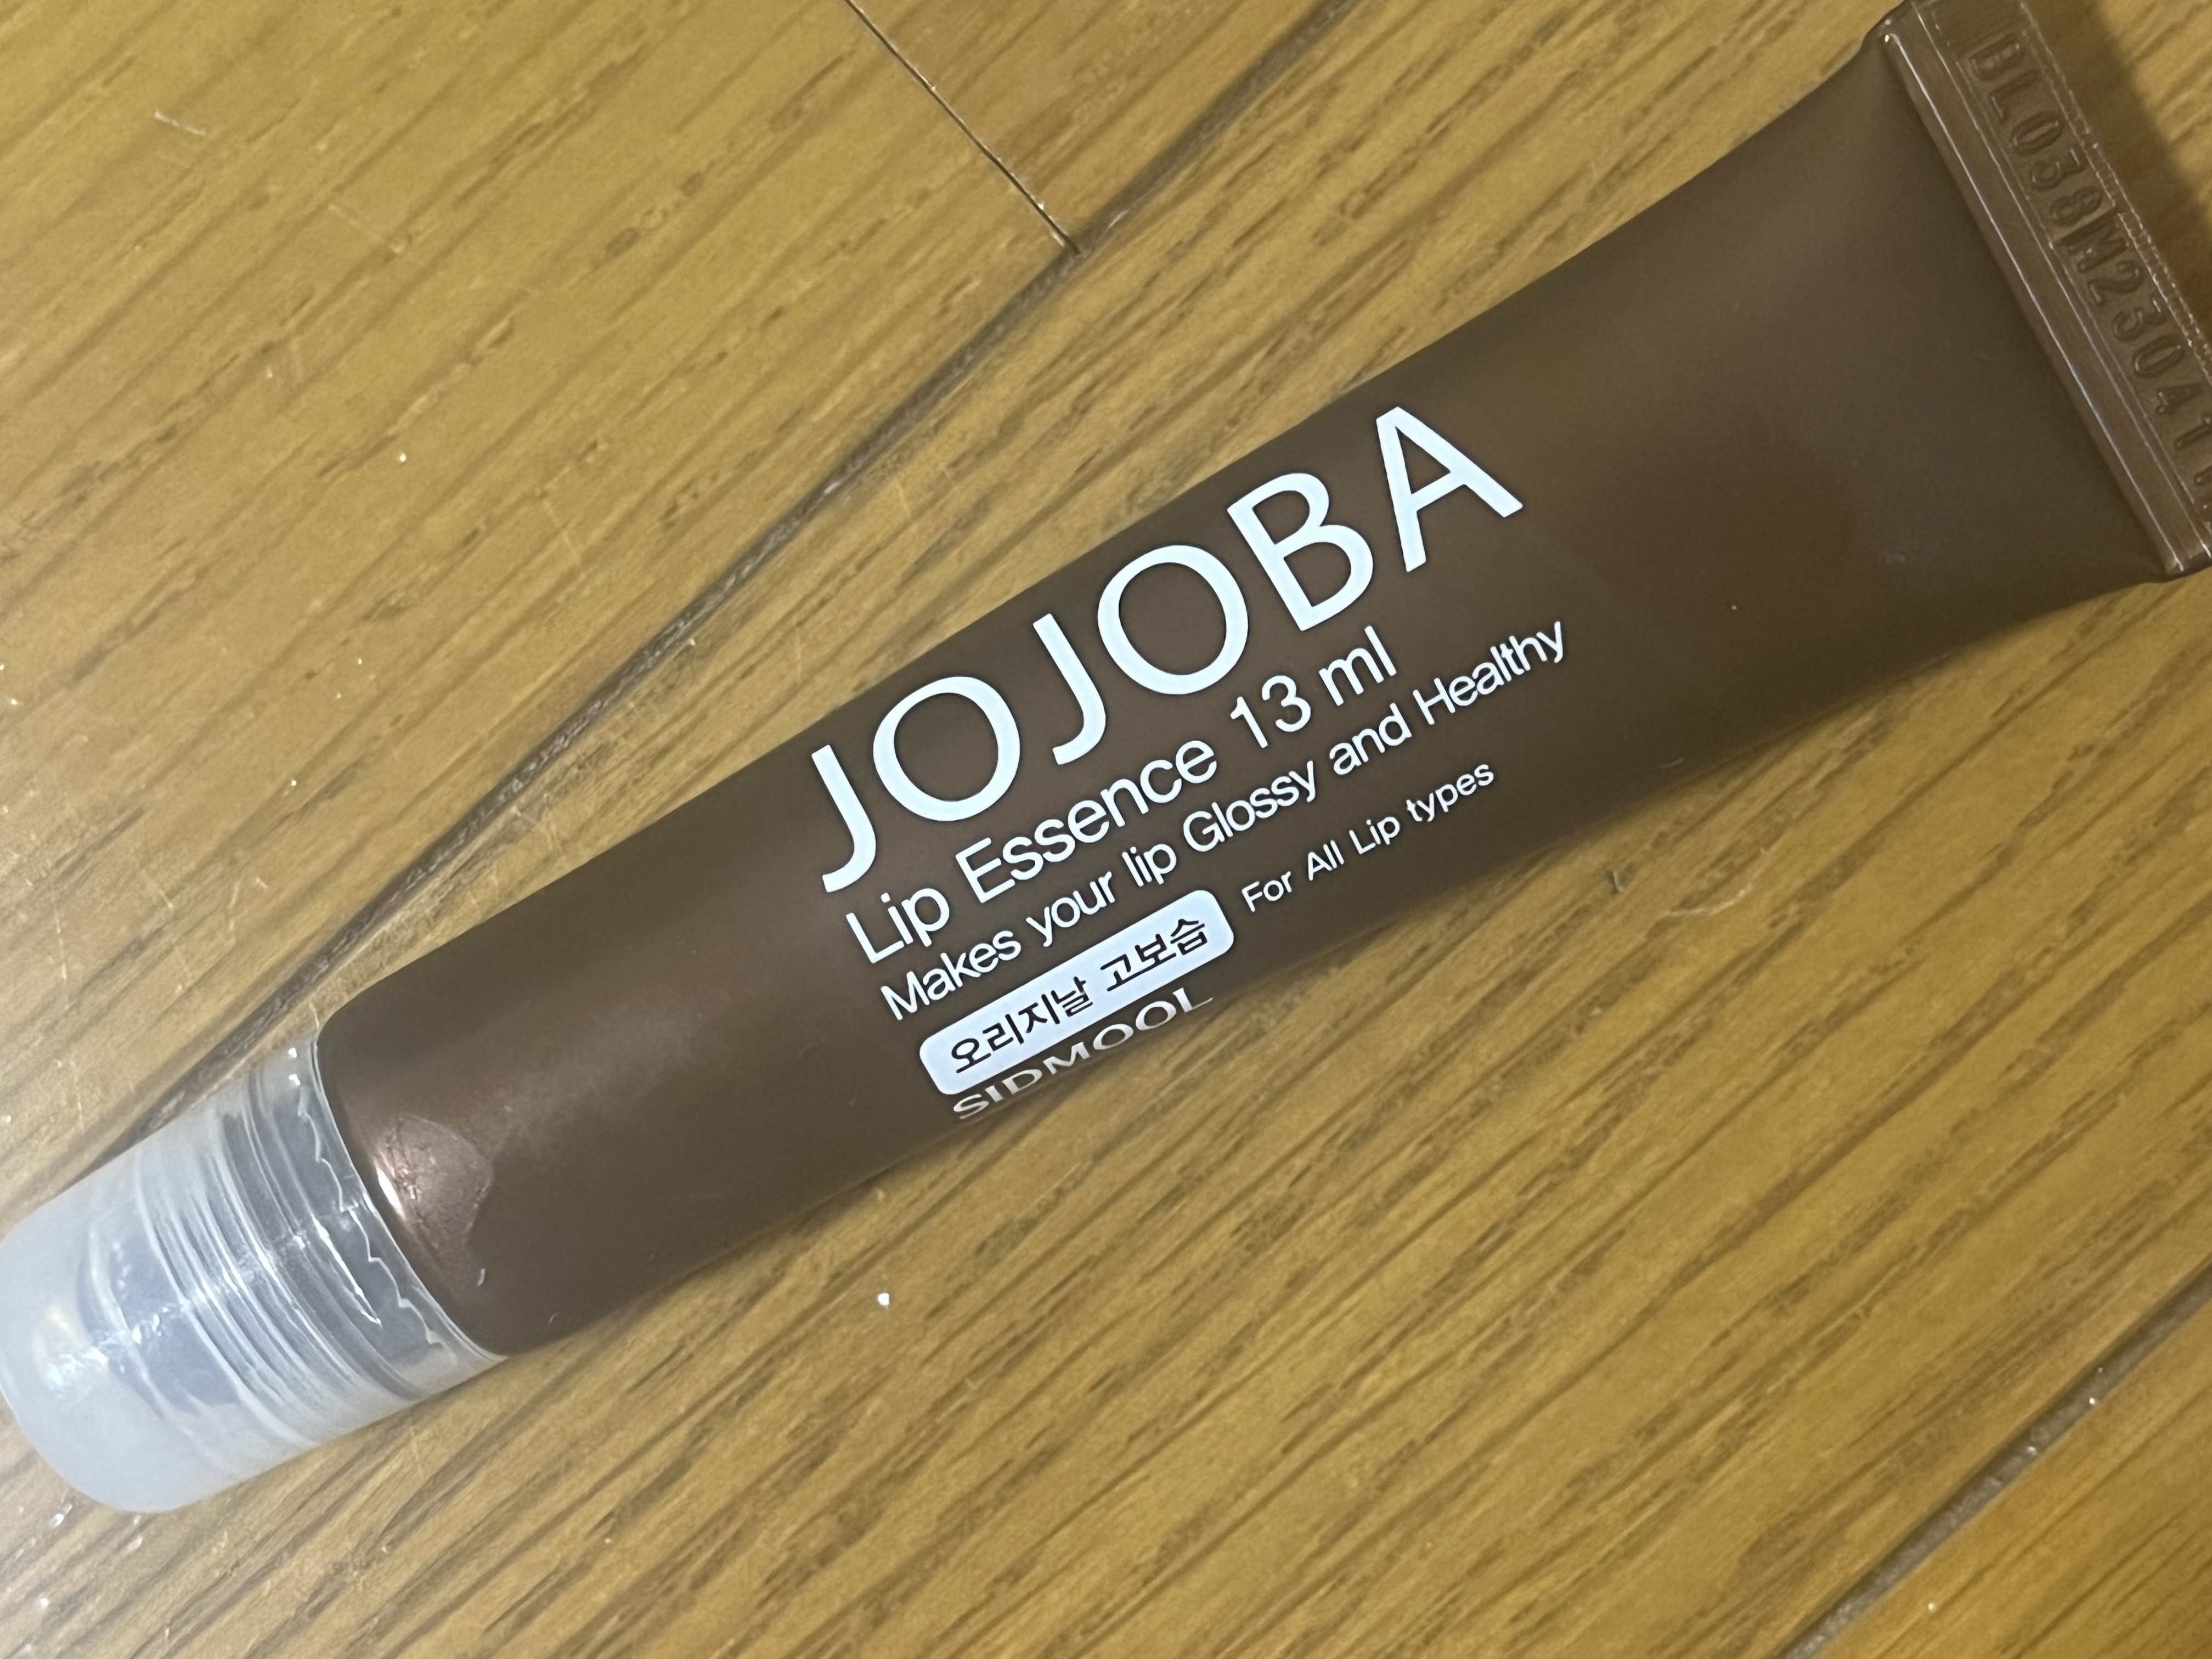 JOJOBA
Lip Essence 13 ml
Makes your lip Glossy and Healthy
오리지날 고보습 For All Lip types
SIDMOOL